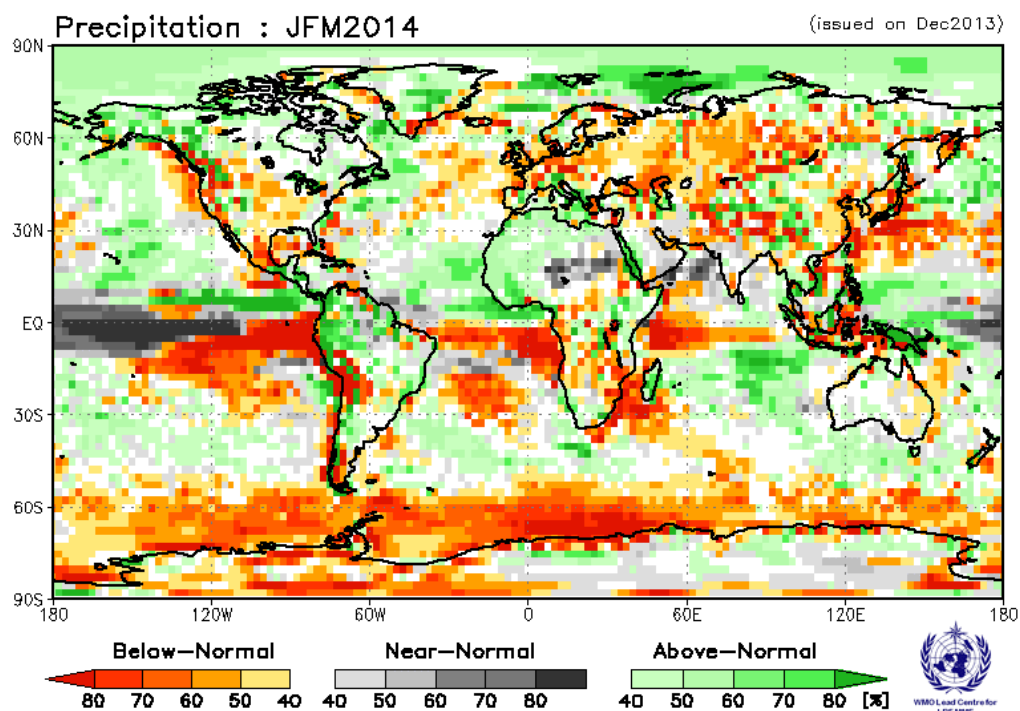 Precipitation : JFM2014
(issued on Dec2013)
90N
60N
30N
EQ
30S
60S
90S
180 120W 60W 0 60E 120E 180
Below-Normal Near-Normal Above-Normal
80 70 60 50 40 40 50 60 70 80 40 50 60 70 80 [%]
WMO Lead Centre for